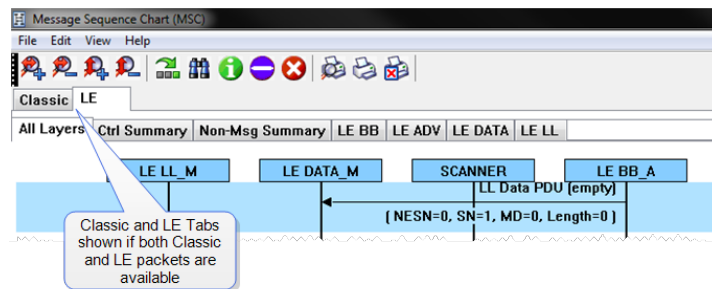 Message Sequence Chart (MSC)
File Edit View Help
Classic LE
All Layers Ctrl Summary Non-Msg Summary LE BB LE ADV LE DATA LE LL
LE LL_M LE DATA_M SCANNER LE BB_A
LL Data PDU (empty)
( NESN=0, SN=1, MD=0, Length=0 )
Classic and LE Tabs
shown if both Classic
and LE packets are
available